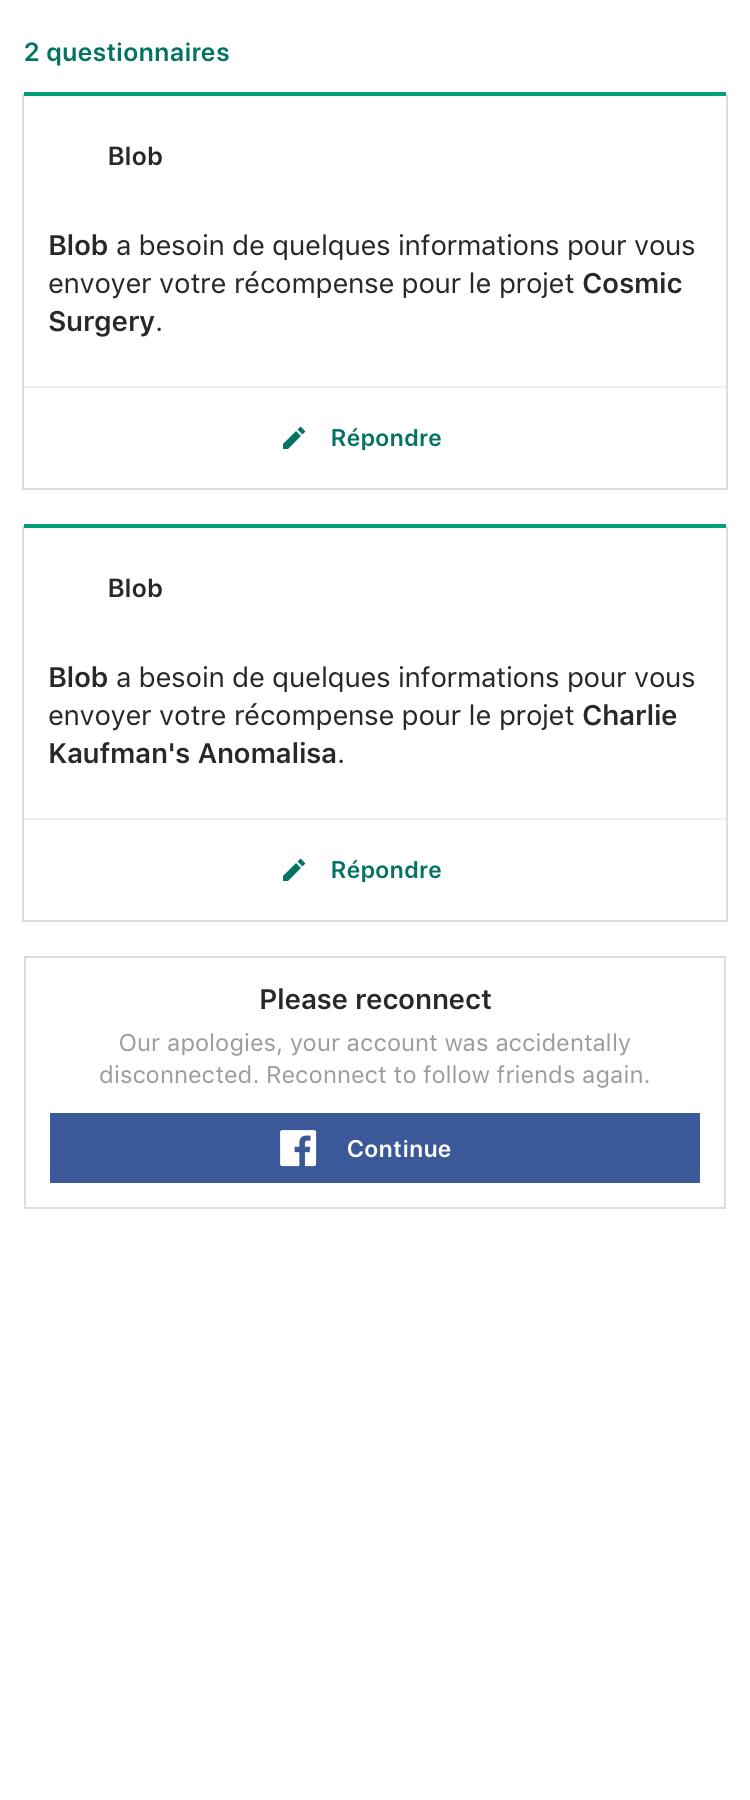 2 questionnaires
Blob
Blob a besoin de quelques informations pour vous
envoyer votre récompense pour le projet Cosmic
Surgery.
Répondre
Blob
Blob a besoin de quelques informations pour vous
envoyer votre récompense pour le projet Charlie
Kaufman's Anomalisa.
Répondre
Please reconnect
Our apologies, your account was accidentally
disconnected. Reconnect to follow friends again.
Continue